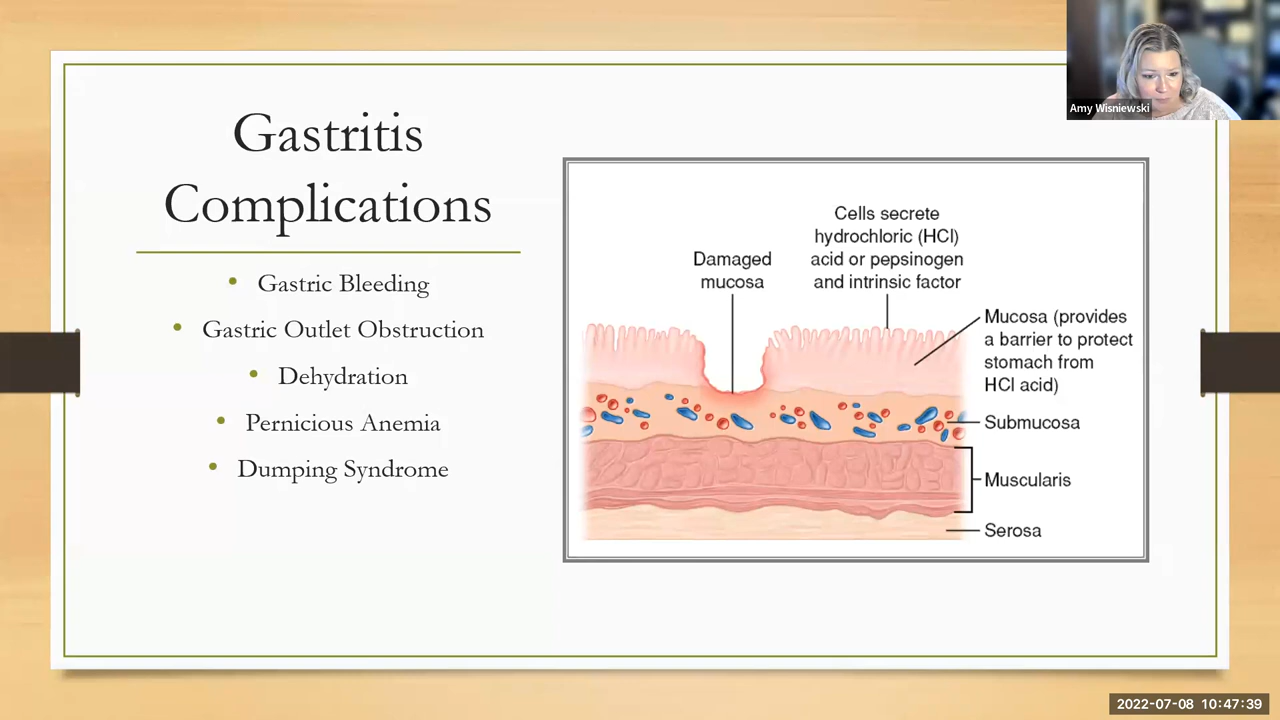 Gastritis
Complications
• Gastric Bleeding
• Gastric Outlet Obstruction
• Dehydration
• Pernicious Anemia
• Dumping Syndrome
Damaged
mucosa
Cells secrete
hydrochloric (HCl)
acid or pepsinogen
and intrinsic factor
Mucosa (provides
a barrier to protect
stomach from
HCl acid)
Submucosa
Muscularis
Serosa
Amy Wisniewski
2022-07-08 10:47:39